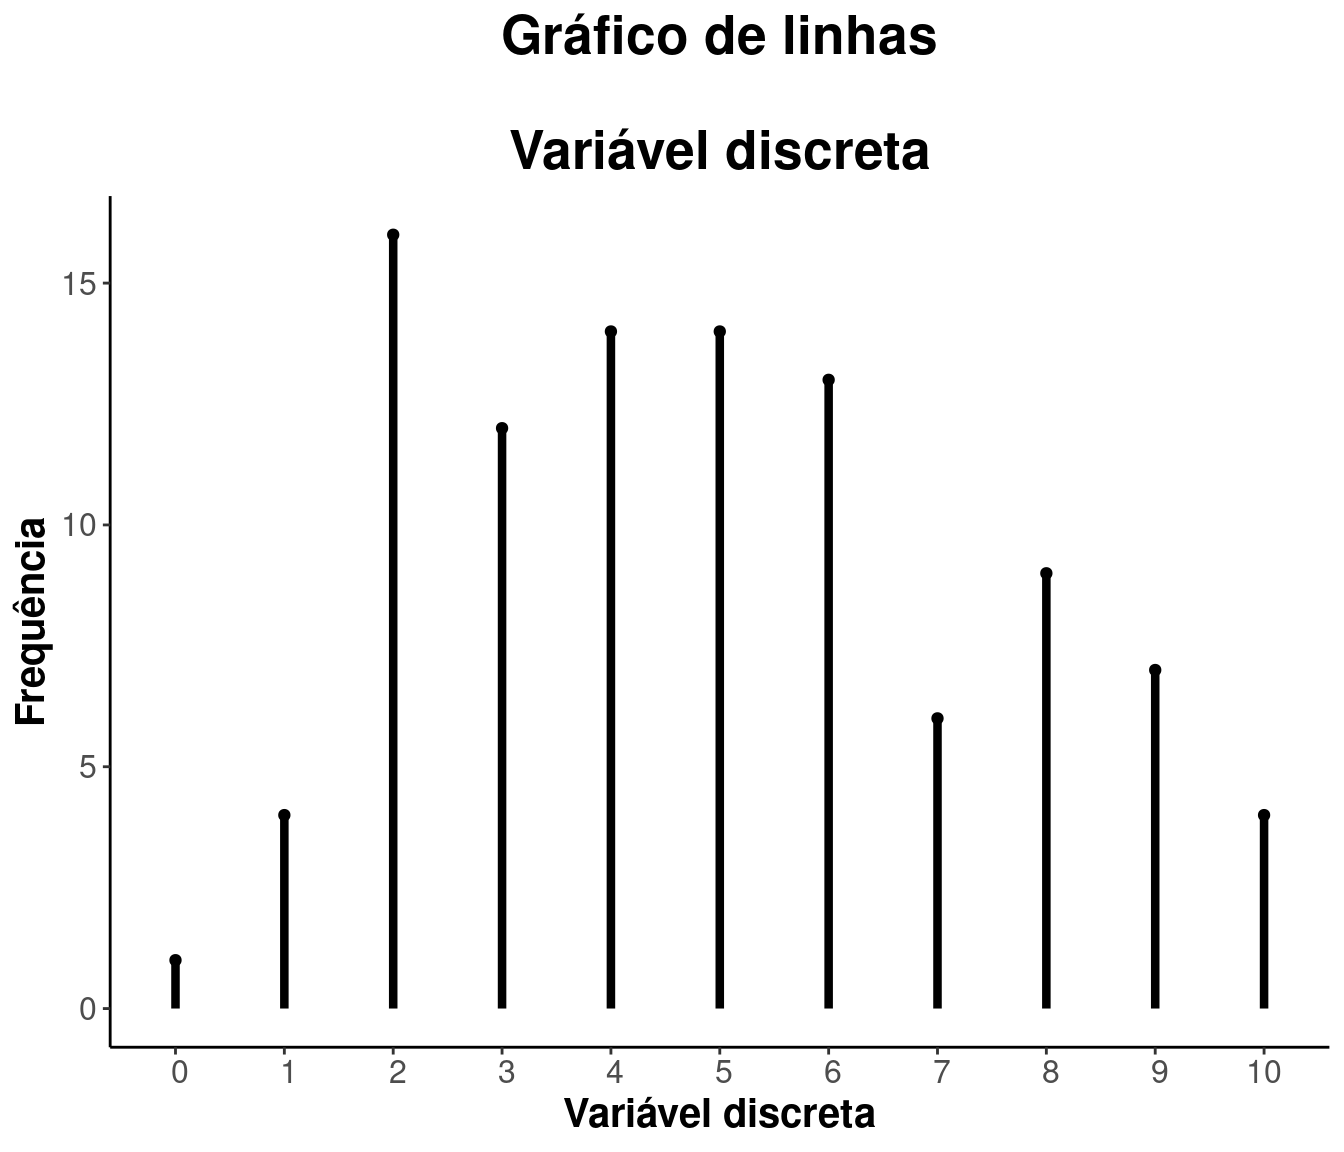 Gráfico de linhas
Variável discreta
Frequência
15
10
5
0
0 1 2 3 4 5 6 7 8 9 10
Variável discreta